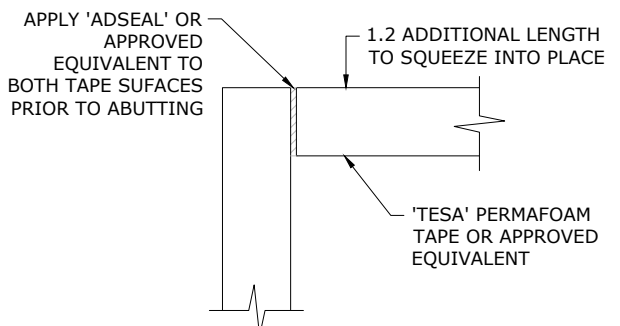 APPLY 'ADSEAL' OR
APPROVED
EQUIVALENT TO
BOTH TAPE SUFACES
PRIOR TO ABUTTING
1.2 ADDITIONAL LENGTH
TO SQUEEZE INTO PLACE
'TESA' PERMAFOAM
TAPE OR APPROVED
EQUIVALENT